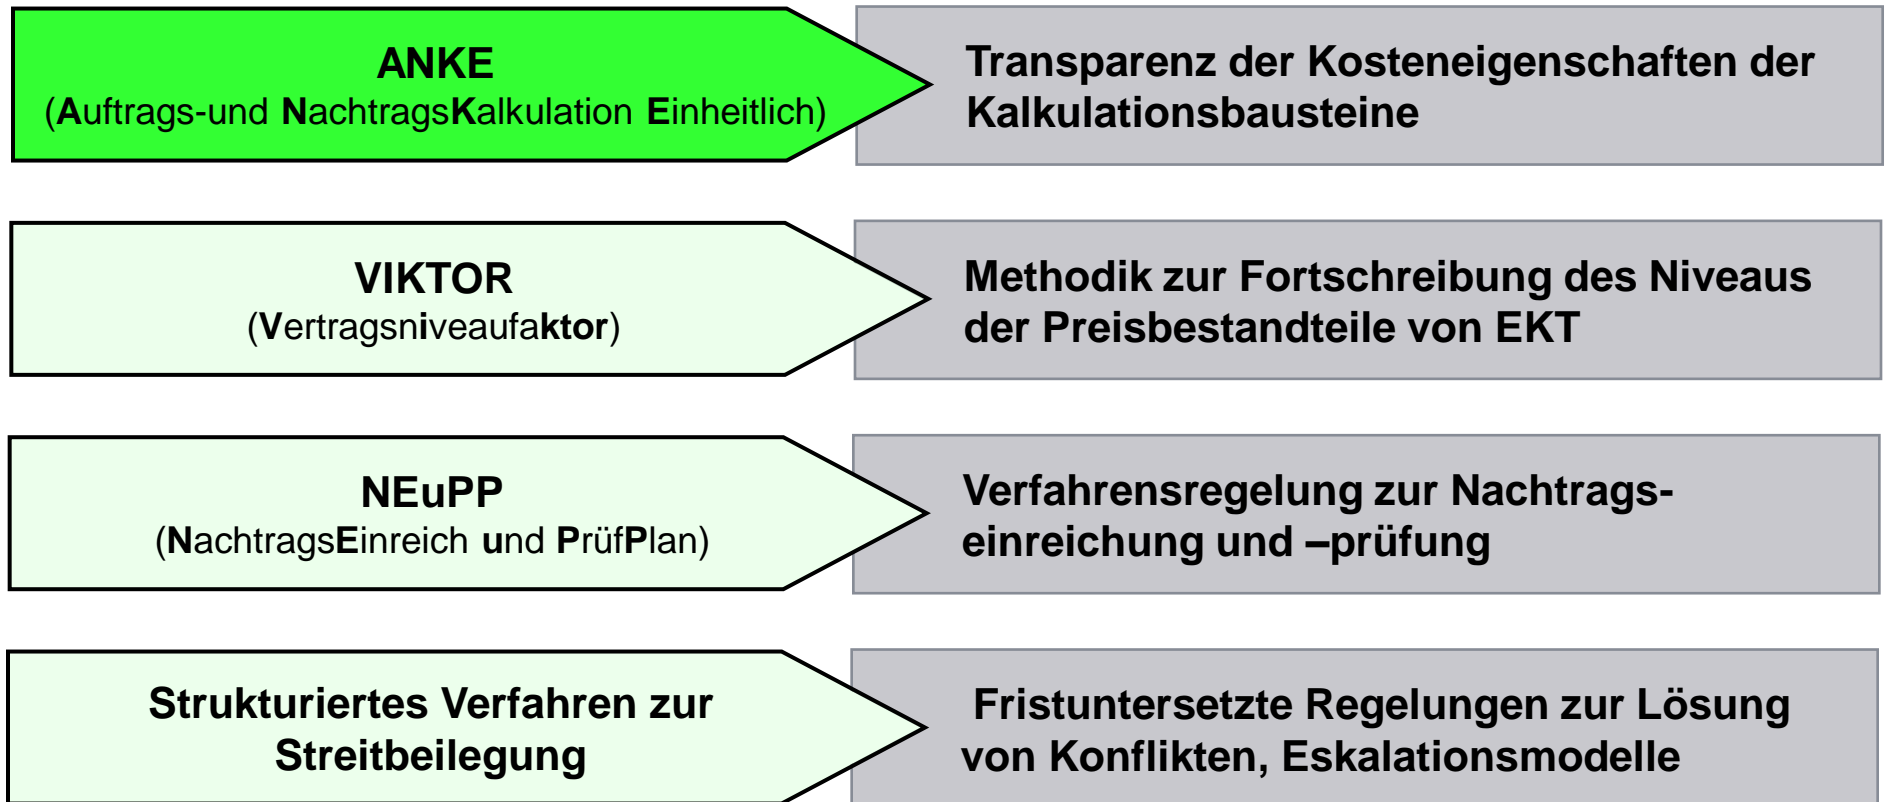 ANKE
(Auftrags-und NachtragsKalkulation Einheitlich)
Transparenz der Kosteneigenschaften der
Kalkulationsbausteine
VIKTOR
(Vertragsniveaufaktor)
Methodik zur Fortschreibung des Niveaus
der Preisbestandteile von EKT
NEuPP
(NachtragsEinreich und PrüfPlan)
Verfahrensregelung zur Nachtrags-
einreichung und –prüfung
Strukturiertes Verfahren zur
Streitbeilegung
Fristuntersetzte Regelungen zur Lösung
von Konflikten, Eskalationsmodelle